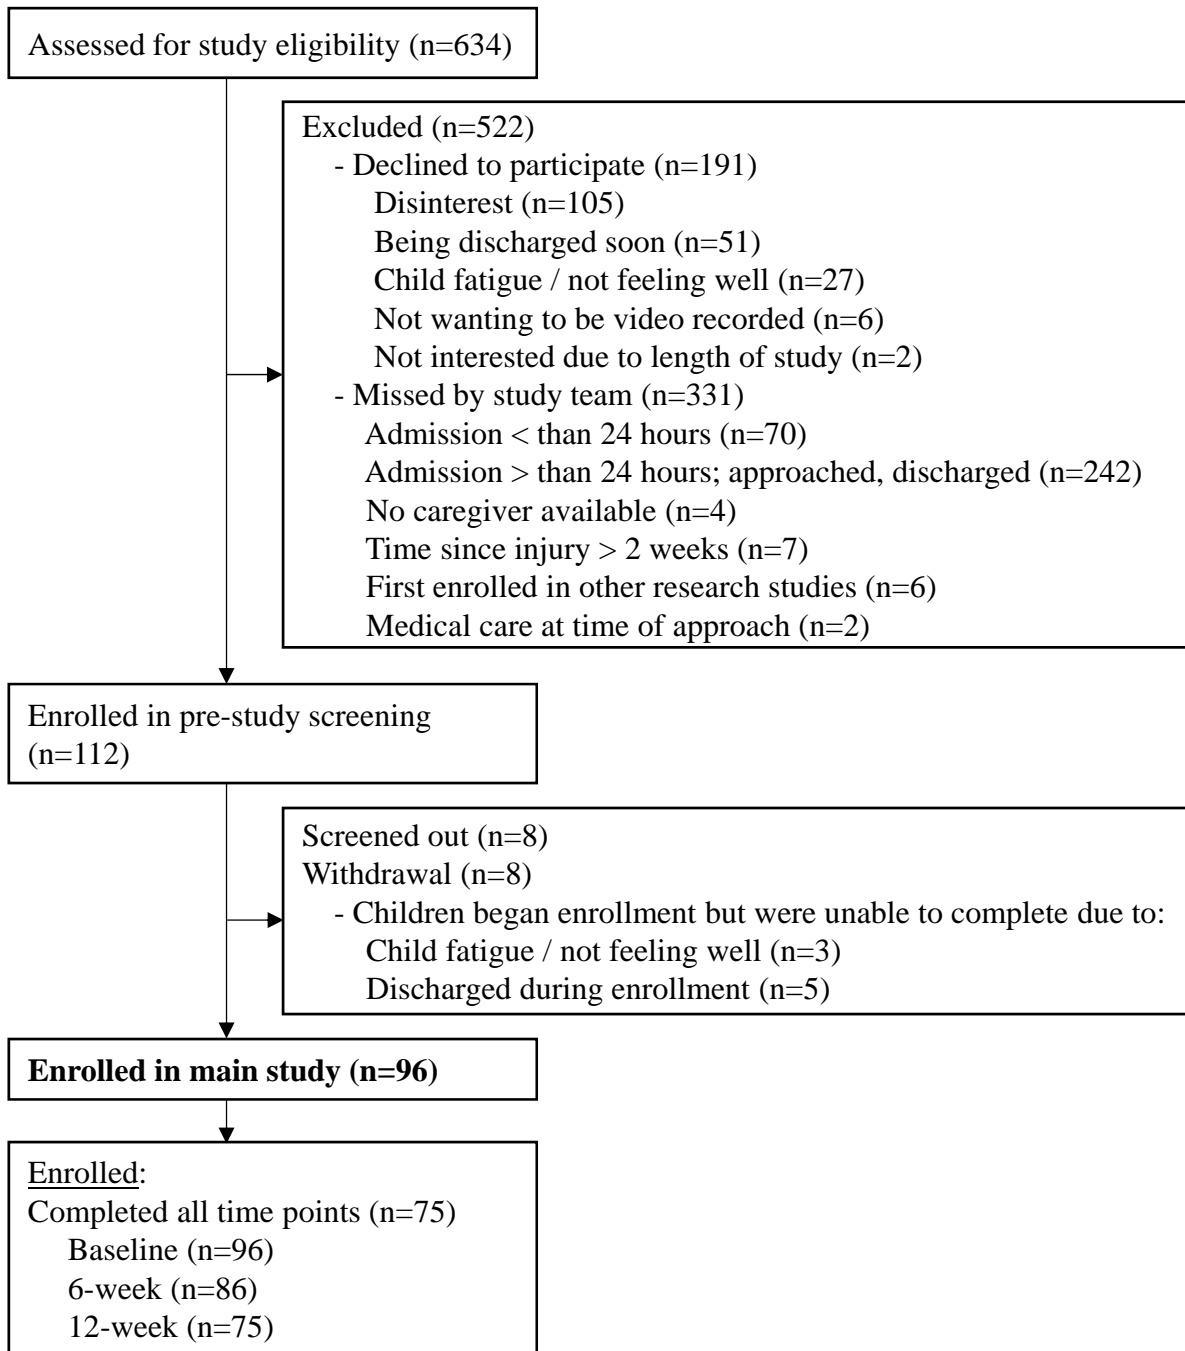 Assessed for study eligibility (n=634)
Excluded (n=522)
- Declined to participate (n=191)
Disinterest (n=105)
Being discharged soon (n=51)
Child fatigue / not feeling well (n=27)
Not wanting to be video recorded (n=6)
Not interested due to length of study (n=2)
- Missed by study team (n=331)
Admission < than 24 hours (n=70)
Admission > than 24 hours; approached, discharged (n=242)
No caregiver available (n=4)
Time since injury > 2 weeks (n=7)
First enrolled in other research studies (n=6)
Medical care at time of approach (n=2)
Enrolled in pre-study screening
(n=112)
Screened out (n=8)
Withdrawal (n=8)
- Children began enrollment but were unable to complete due to:
Child fatigue / not feeling well (n=3)
Discharged during enrollment (n=5)
Enrolled in main study (n=96)
Enrolled:
Completed all time points (n=75)
Baseline (n=96)
6-week (n=86)
12-week (n=75)